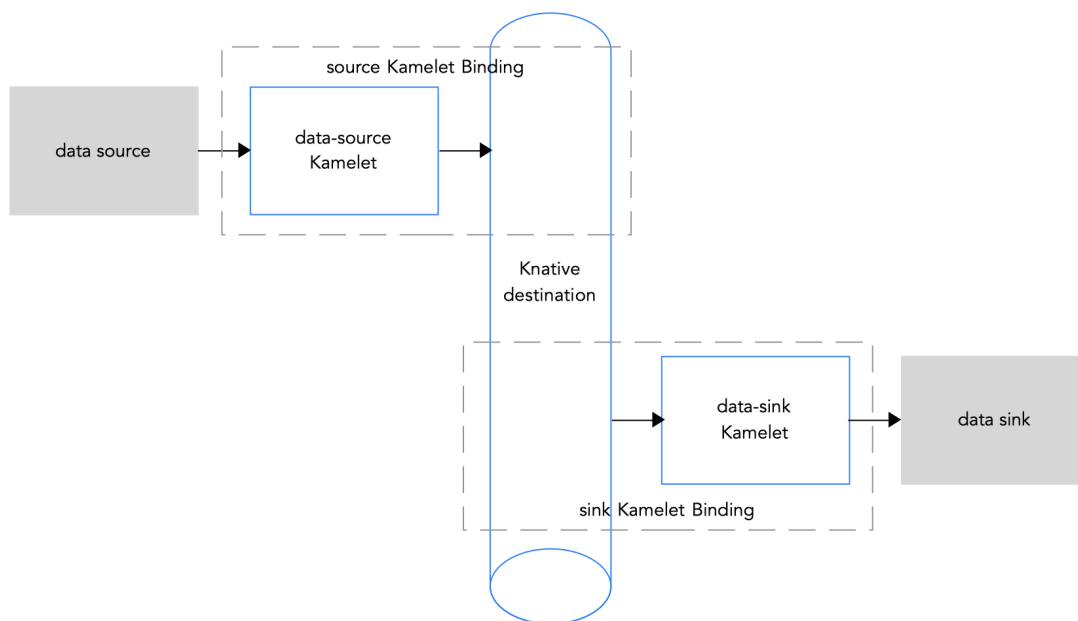 source Kamelet Binding
data source
data-source
Kamelet
Knative
destination
data-sink
Kamelet
data sink
sink Kamelet Binding